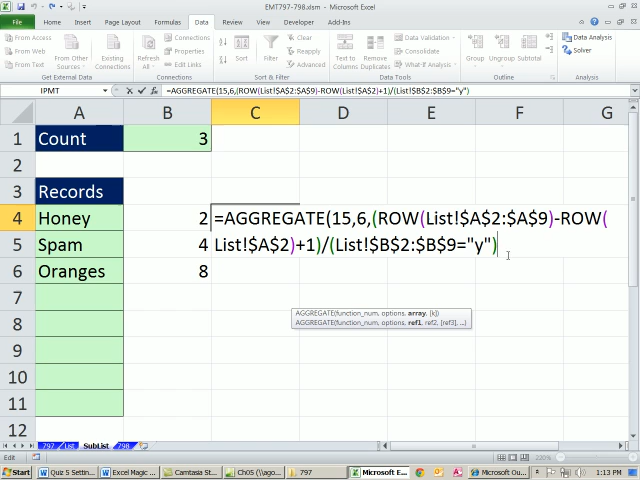 EMT797-798.xlsm - Microsoft Excel
File Home Insert Page Layout Formulas Data Review View Developer Add-Ins
From Access
From Web
From Text
From Other Sources
Existing Connections
Get External Data
Refresh All
Connections
Properties
Edit Links
Connections
Sort
Filter
Clear
Reapply
Advanced
Sort & Filter
Text to Columns
Remove Duplicates
Data Validation
Consolidate
What-If Analysis
Data Tools
Group Ungroup Subtotal
Outline
Data Analysis
Solver
Analysis
IPMT =AGGREGATE(15,6,(ROW(List!$A$2:$A$9)-ROW(List!$A$2)+1)/(List!$B$2:$B$9="y")
A B C D E F G
1 Count 3
2
3 Records
4 Honey 2 =AGGREGATE(15,6,(ROW(List!$A$2:$A$9)-ROW(
5 Spam 4 List!$A$2)+1)/(List!$B$2:$B$9="y")
6 Oranges 8
7
AGGREGATE(function_num, options, array, [k])
8
AGGREGATE(function_num, options, ref1, [ref2], [ref3], ...)
9
10
11
12
797 List SubList 798
Edit 220%
Start Quiz 5 Settin... Excel Magic ... Camtasia St... Ch05 (\\ago... 797 Microsoft E... Microsoft Ou... 1:13 PM